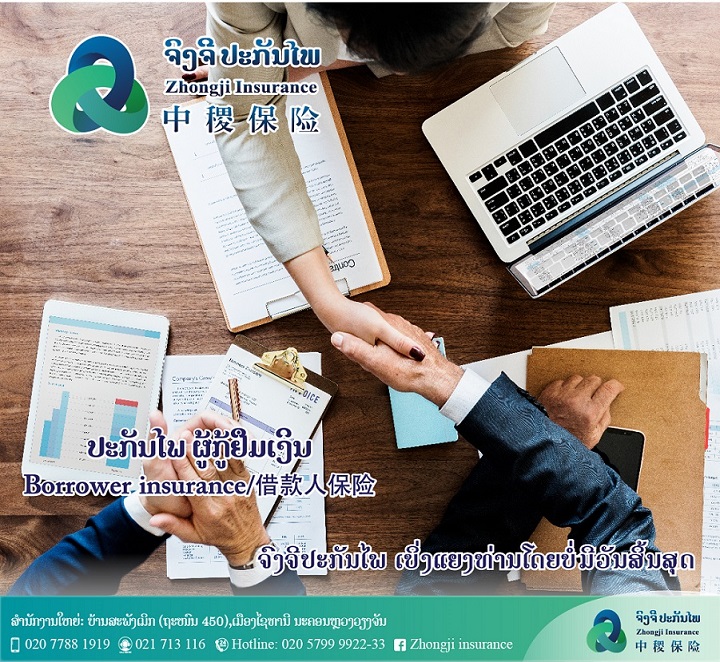 ຈົງຈີ ປະກັນໄພ
Zhongji Insurance
中稷保险
Contra
Company's Gener
OICE
ປະກັນໄພ ຜູ້ກູ້ຢືມເງິນ
Borrower insurance/借款人保险
ຈົງຈີປະກັນໄພ ເບິ່ງແຍງທ່ານໂດຍບໍ່ມີວັນສິ້ນສຸດ
ສຳນັກງານໃຫຍ່: ບ້ານສະພັງເມິກ (ຖະໜົນ 450),ເມືອງໄຊທານີ ນະຄອນຫຼວງວຽງຈັນ
020 7788 1919 021 713 116 Hotline: 020 5799 9922-33 Zhongji insurance
ຈົງຈີ ປະກັນໄພ
Zhongji Insurance
中稷保险